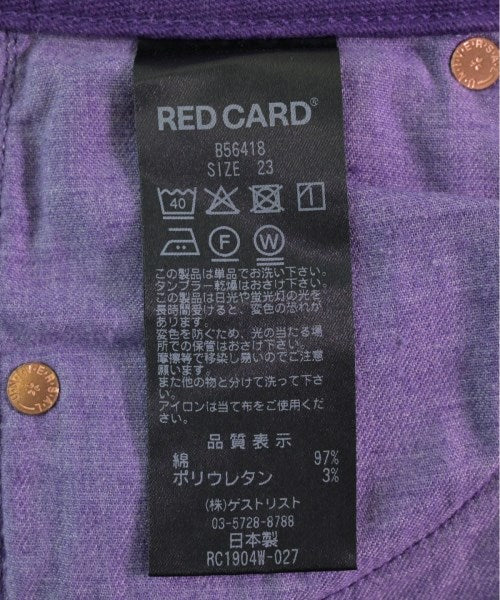 RED CARD®
B56418
SIZE 23
40
F W
この製品は単品でお洗い下さい。
タンブラー乾燥はおさけ下さい。
この製品は日光や蛍光灯の光を
長時間受けると、変色の恐れが
あります。
変色を防ぐため、光の当たる場
所での保管はおさけ下さい。
摩擦等で移染し易いのでご注意
願います。
また他の物と分けて洗って下さ
い。
アイロンは当て布をご使用くだ
さい。
品質表示
綿 97%
ポリウレタン 3%
(株)ゲストリスト
03-5728-8788
日本製
RC1904W-027
UNIVERSAL